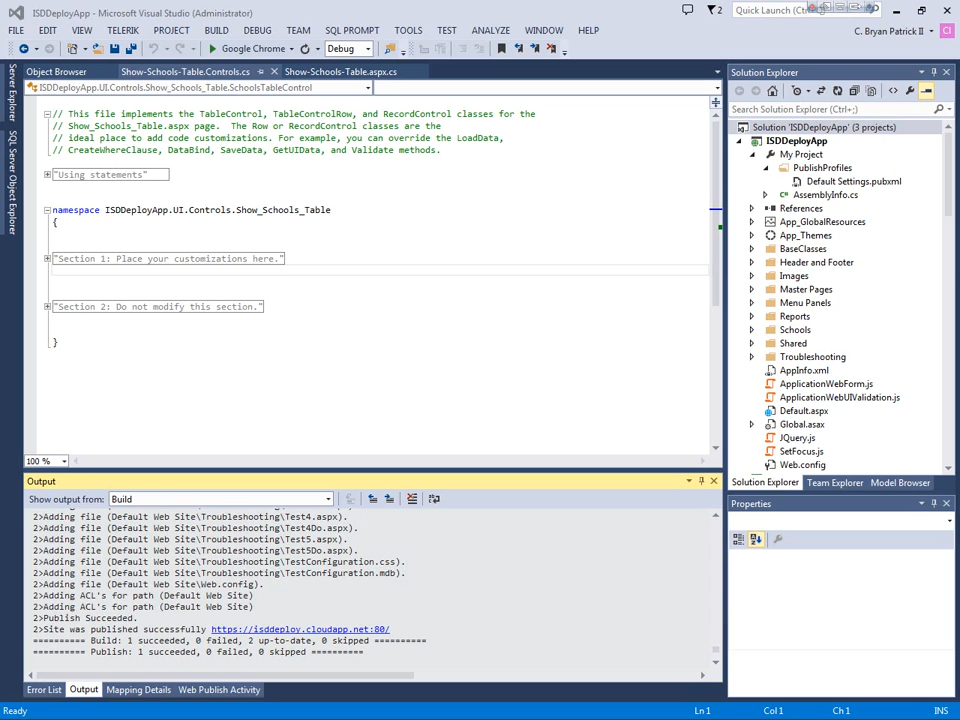 ISDDeployApp - Microsoft Visual Studio (Administrator)
2
Quick Launch (Ctrl+Q)
FILE EDIT VIEW TELERIK PROJECT BUILD DEBUG TEAM SQL PROMPT TOOLS TEST ANALYZE WINDOW HELP
C. Bryan Patrick II
CI
Google Chrome
Debug
Server Explorer
SQL Server Object Explorer
Object Browser
Show-Schools-Table.Controls.cs
Show-Schools-Table.aspx.cs
ISDDeployApp.UI.Controls.Show_Schools_Table.SchoolsTableControl
// This file implements the TableControl, TableControlRow, and RecordControl classes for the
// Show_Schools_Table.aspx page.  The Row or RecordControl classes are the
// ideal place to add code customizations. For example, you can override the LoadData,
// CreateWhereClause, DataBind, SaveData, GetUIData, and Validate methods.
"Using statements"
namespace ISDDeployApp.UI.Controls.Show_Schools_Table
{
"Section 1: Place your customizations here."
"Section 2: Do not modify this section."
}
100 %
Output
Show output from: Build
2>Adding file (Default Web Site\Troubleshooting\Test4.aspx).
2>Adding file (Default Web Site\Troubleshooting\Test4Do.aspx).
2>Adding file (Default Web Site\Troubleshooting\Test5.aspx).
2>Adding file (Default Web Site\Troubleshooting\Test5Do.aspx).
2>Adding file (Default Web Site\Troubleshooting\TestConfiguration.css).
2>Adding file (Default Web Site\Troubleshooting\TestConfiguration.mdb).
2>Adding file (Default Web Site\Web.config).
2>Adding ACL's for path (Default Web Site)
2>Adding ACL's for path (Default Web Site)
2>Publish Succeeded.
2>Site was published successfully https://isddeploy.cloudapp.net:80/
========== Build: 1 succeeded, 0 failed, 2 up-to-date, 0 skipped ==========
========== Publish: 1 succeeded, 0 failed, 0 skipped ==========
Error List
Output
Mapping Details
Web Publish Activity
Solution Explorer
Search Solution Explorer (Ctrl+;)
Solution 'ISDDeployApp' (3 projects)
ISDDeployApp
My Project
PublishProfiles
Default Settings.pubxml
AssemblyInfo.cs
References
App_GlobalResources
App_Themes
BaseClasses
Header and Footer
Images
Master Pages
Menu Panels
Reports
Schools
Shared
Troubleshooting
AppInfo.xml
ApplicationWebForm.js
ApplicationWebUIValidation.js
Default.aspx
Global.asax
JQuery.js
SetFocus.js
Web.config
Solution Explorer
Team Explorer
Model Browser
Properties
Ready
Ln 1
Col 1
Ch 1
INS